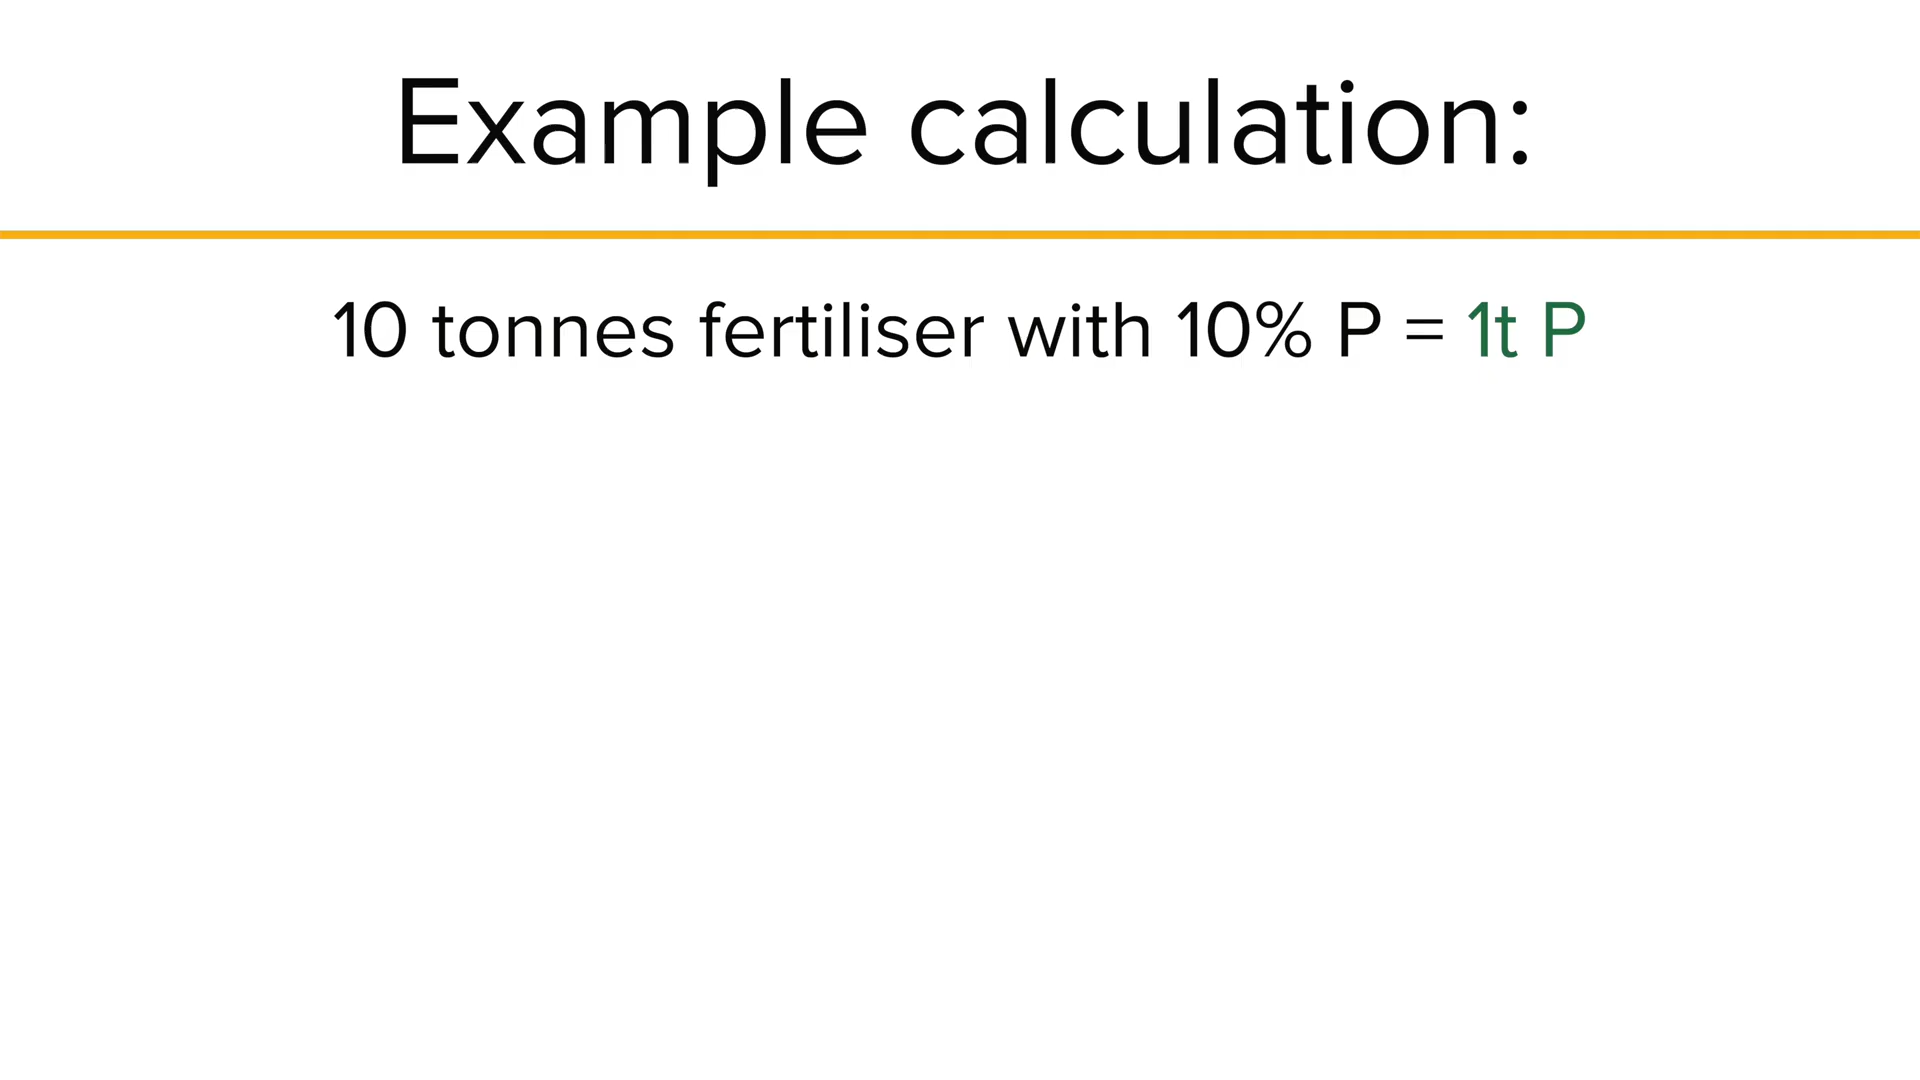 Example calculation:
10 tonnes fertiliser with 10% P = 1t P